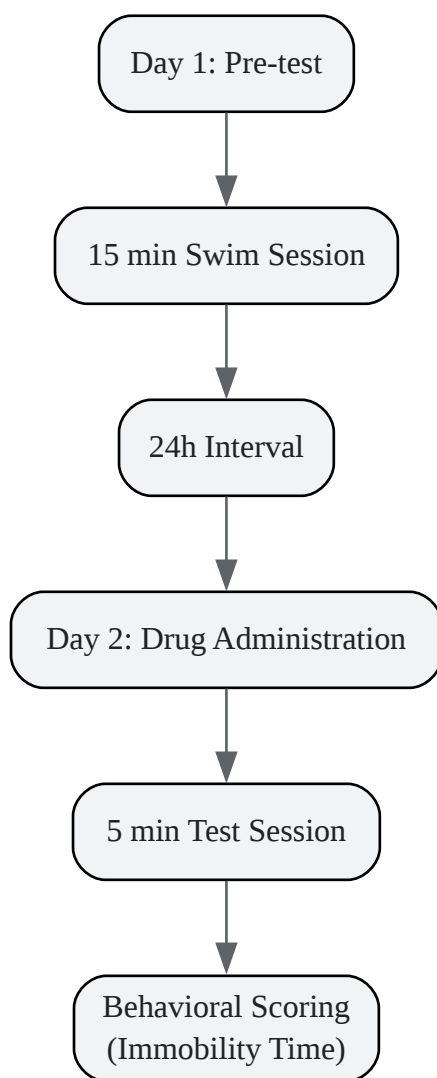 Day 1: Pre-test
15 min Swim Session
24h Interval
Day 2: Drug Administration
5 min Test Session
Behavioral Scoring
(Immobility Time)